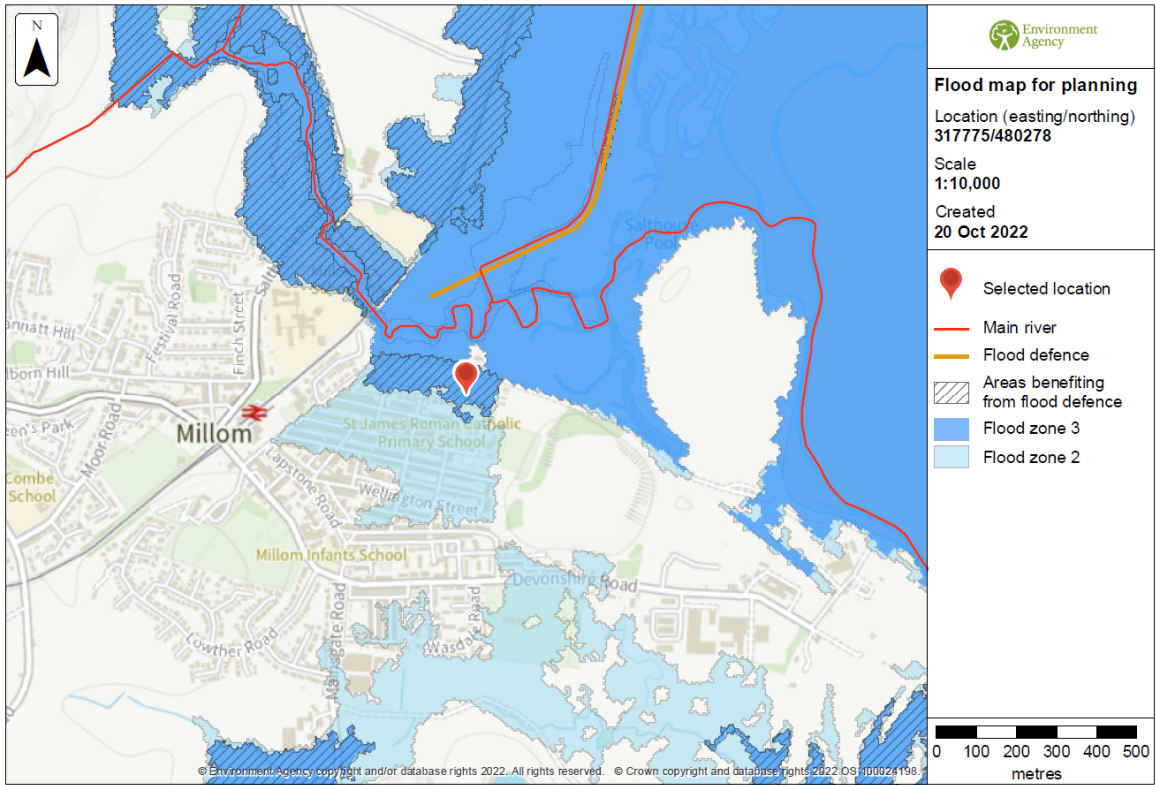 N
Salthouse
Pool
Festival Road
Finch Street
annatt Hill
lborn Hill
een's Park
Moor Road
Millom
St James Roman Catholic
Primary School
Combe
School
Lapstone Road
Wellington Street
Millom Infants School
Devonshire Road
Lowther Road
Wasdale Road
© Environment Agency copyright and/or database rights 2022. All rights reserved. © Crown copyright and database rights 2022 OS 100024198.
Environment
Agency
Flood map for planning
Location (easting/northing)
317775/480278
Scale
1:10,000
Created
20 Oct 2022
Selected location
Main river
Flood defence
Areas benefiting
from flood defence
Flood zone 3
Flood zone 2
0 100 200 300 400 500
metres